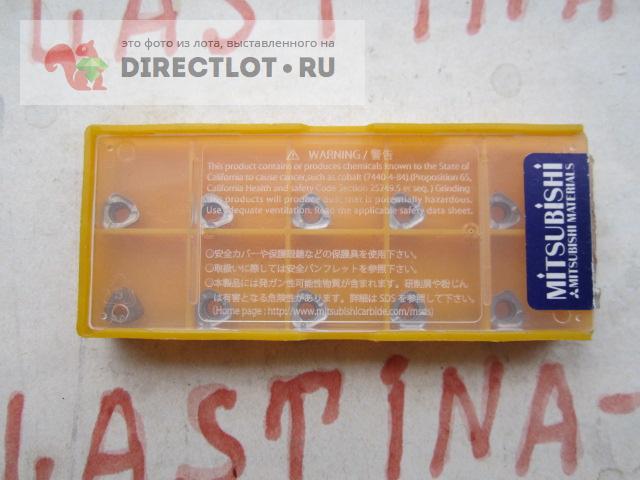 LASTINA
это фото из лота, выставленного на
DIRECTLOT.RU
WARNING/警告
This product contain or produces chemicals known to the State of
California to cause cancer,such as cobalt (7440-4-84).(Proposition 65,
California Health and safety Code Section 25749.5 et seq. ) Grinding
products will produce dust that is potentially hazardous.
Use adequate ventilation. Read the applicable safety data sheet.
◎安全カバーや保護眼鏡などの保護具を使用下さい。
◎取扱いに際しては安全パンフレットを参照下さい。
◎本製品には発ガン性可能性物質が含まれます。研削屑や粉じん
は有害となる危険性があります。詳細はSDSを参照して下さい。
(Home page : http://www.mitsubishicarbide.com/msds)
MITSUBISHI
MITSUBISHI MATERIALS
LASTINA-